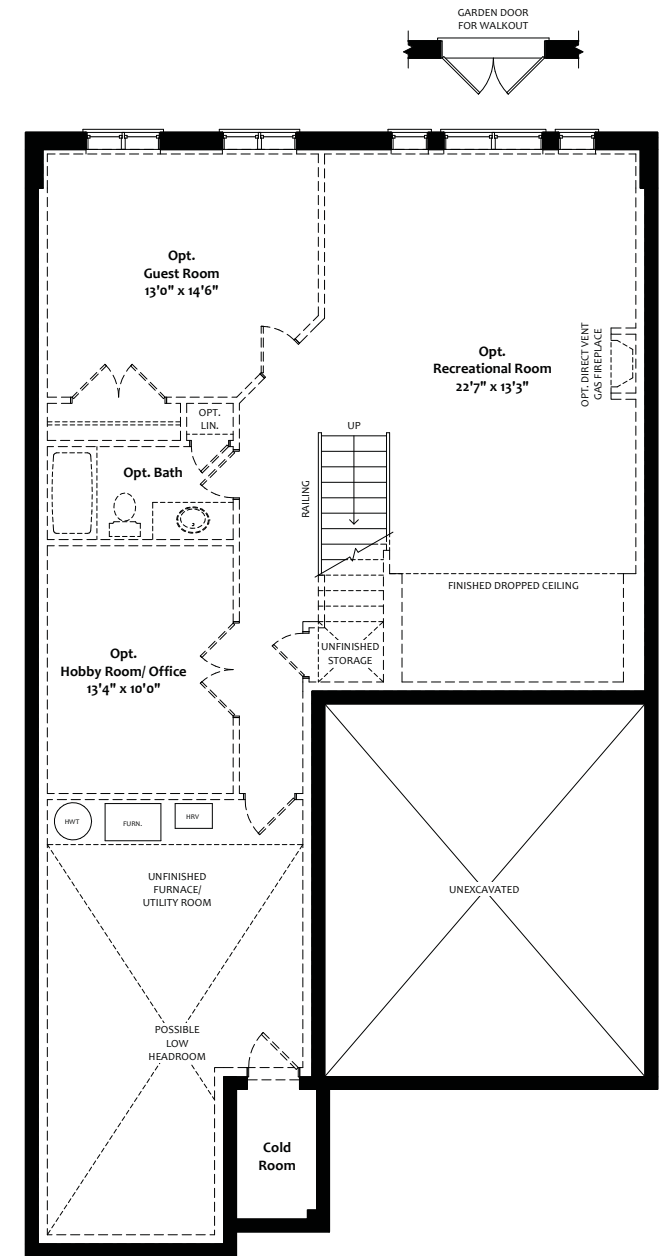 GARDEN DOOR
FOR WALKOUT
Opt.
Guest Room
13'0" x 14'6"
Opt.
Recreational Room
22'7" x 13'3"
OPT. DIRECT VENT
GAS FIREPLACE
OPT.
LIN.
UP
Opt. Bath
RAILING
FINISHED DROPPED CEILING
UNFINISHED
STORAGE
Opt.
Hobby Room/ Office
13'4" x 10'0"
HWT
FURN.
HRV
UNFINISHED
FURNACE/
UTILITY ROOM
UNEXCAVATED
POSSIBLE
LOW
HEADROOM
Cold
Room